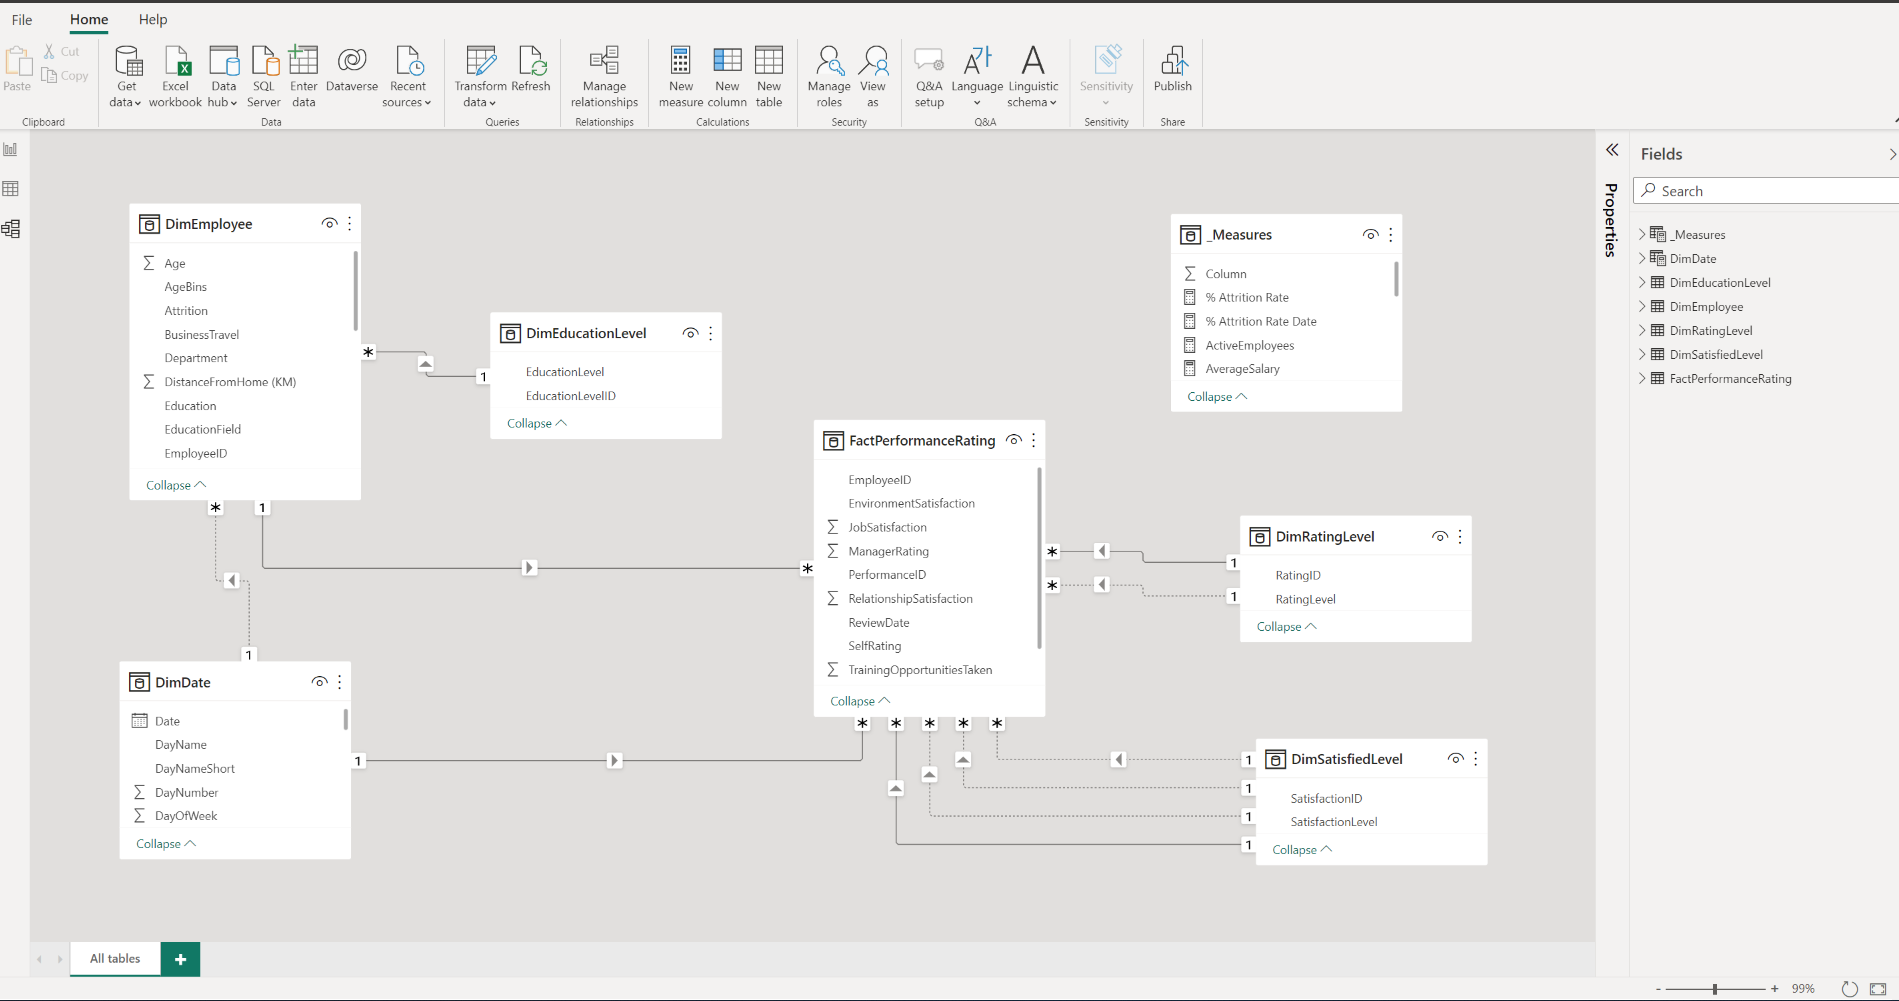 File Home Help
Paste
Cut
Copy
Clipboard
Get data
Excel workbook
Data hub
SQL Server
Enter data
Dataverse
Recent sources
Data
Transform data
Refresh
Queries
Manage relationships
Relationships
New measure
New column
New table
Calculations
Manage roles
View as
Security
Q&A setup
Language
Linguistic schema
Q&A
Sensitivity
Sensitivity
Publish
Share
DimEmployee
Age
AgeBins
Attrition
BusinessTravel
Department
DistanceFromHome (KM)
Education
EducationField
EmployeeID
Collapse
* 1
* 1
DimEducationLevel
EducationLevel
EducationLevelID
Collapse
_Measures
Column
% Attrition Rate
% Attrition Rate Date
ActiveEmployees
AverageSalary
Collapse
FactPerformanceRating
EmployeeID
EnvironmentSatisfaction
JobSatisfaction
ManagerRating
PerformanceID
RelationshipSatisfaction
ReviewDate
SelfRating
TrainingOpportunitiesTaken
Collapse
*
* 1
* 1
DimRatingLevel
RatingID
RatingLevel
Collapse
1
DimDate
Date
DayName
DayNameShort
DayNumber
DayOfWeek
Collapse
1
* * * * *
1
1
1
1
DimSatisfiedLevel
SatisfactionID
SatisfactionLevel
Collapse
Properties
Fields
Search
_Measures
DimDate
DimEducationLevel
DimEmployee
DimRatingLevel
DimSatisfiedLevel
FactPerformanceRating
All tables +
- + 99%